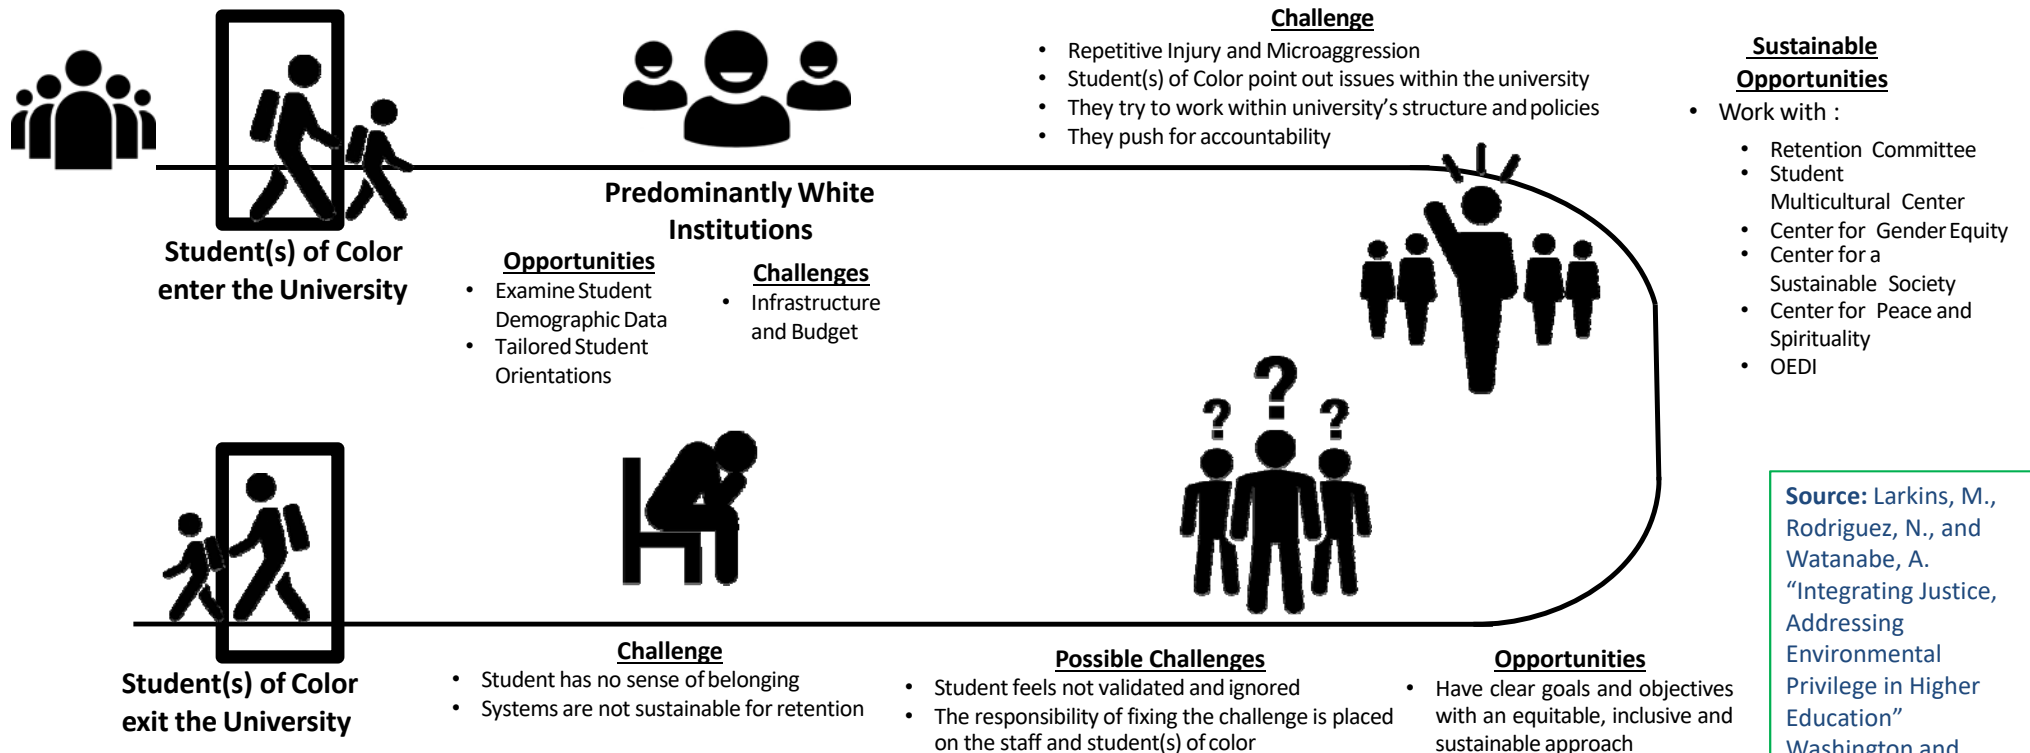 Challenge
• Repetitive Injury and Microaggression
• Student(s) of Color point out issues within the university
• They try to work within university's structure and policies
• They push for accountability
Sustainable
Opportunities
• Work with :
• Retention Committee
• Student
Multicultural Center
• Center for Gender Equity
• Center for a
Sustainable Society
• Center for Peace and
Spirituality
• OEDI
Predominantly White
Institutions
Student(s) of Color
enter the University
Opportunities
• Examine Student
Demographic Data
• Tailored Student
Orientations
Challenges
• Infrastructure
and Budget
? ? ?
Student(s) of Color
exit the University
Challenge
• Student has no sense of belonging
• Systems are not sustainable for retention
Possible Challenges
• Student feels not validated and ignored
• The responsibility of fixing the challenge is placed
on the staff and student(s) of color
Opportunities
• Have clear goals and objectives
with an equitable, inclusive and
sustainable approach
Source: Larkins, M.,
Rodriguez, N., and
Watanabe, A.
“Integrating Justice,
Addressing
Environmental
Privilege in Higher
Education”
Washington and